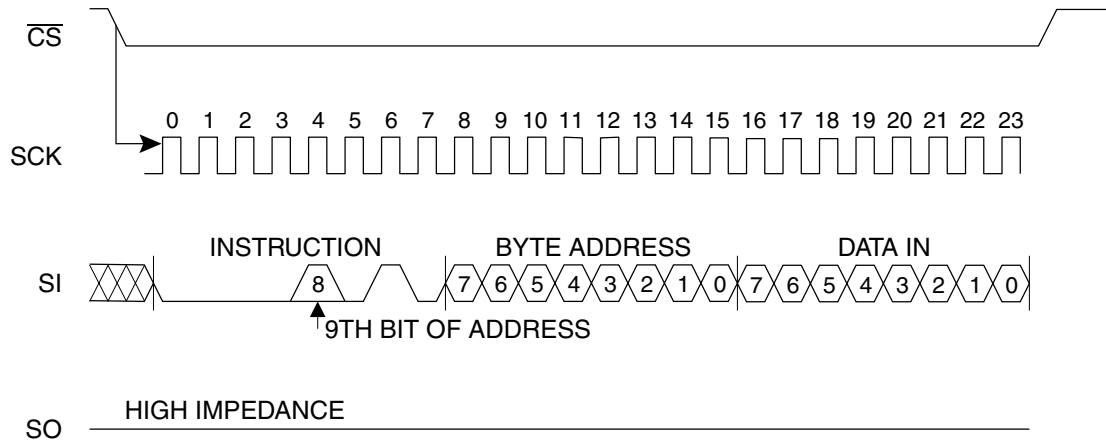 CS
0 1 2 3 4 5 6 7 8 9 10 11 12 13 14 15 16 17 18 19 20 21 22 23
SCK
INSTRUCTION BYTE ADDRESS DATA IN
SI 8 7 6 5 4 3 2 1 0 7 6 5 4 3 2 1 0
9TH BIT OF ADDRESS
HIGH IMPEDANCE
SO